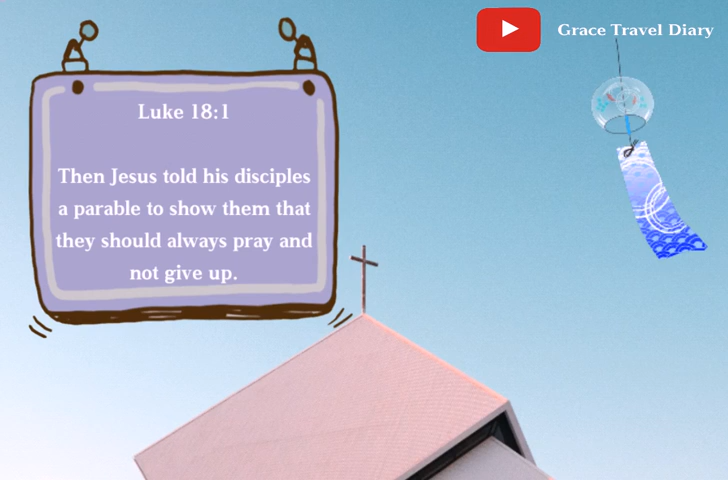 Grace Travel Diary
Luke 18:1
Then Jesus told his disciples
a parable to show them that
they should always pray and
not give up.